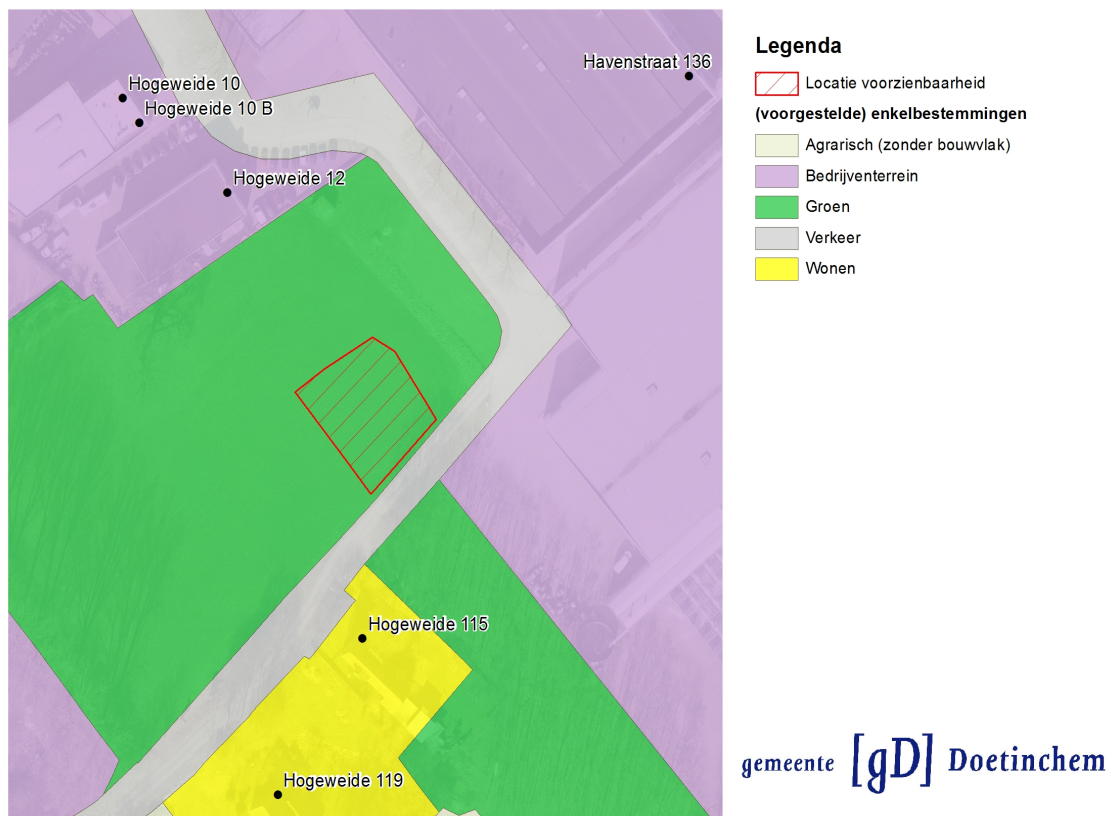 Havenstraat 136
Hogeweide 10
Hogeweide 10 B
Hogeweide 12
Hogeweide 115
Hogeweide 119
Legenda
Locatie voorzienbaarheid
(voorgestelde) enkelbestemmingen
Agrarisch (zonder bouwvlak)
Bedrijventerrein
Groen
Verkeer
Wonen
gemeente [gD] Doetinchem